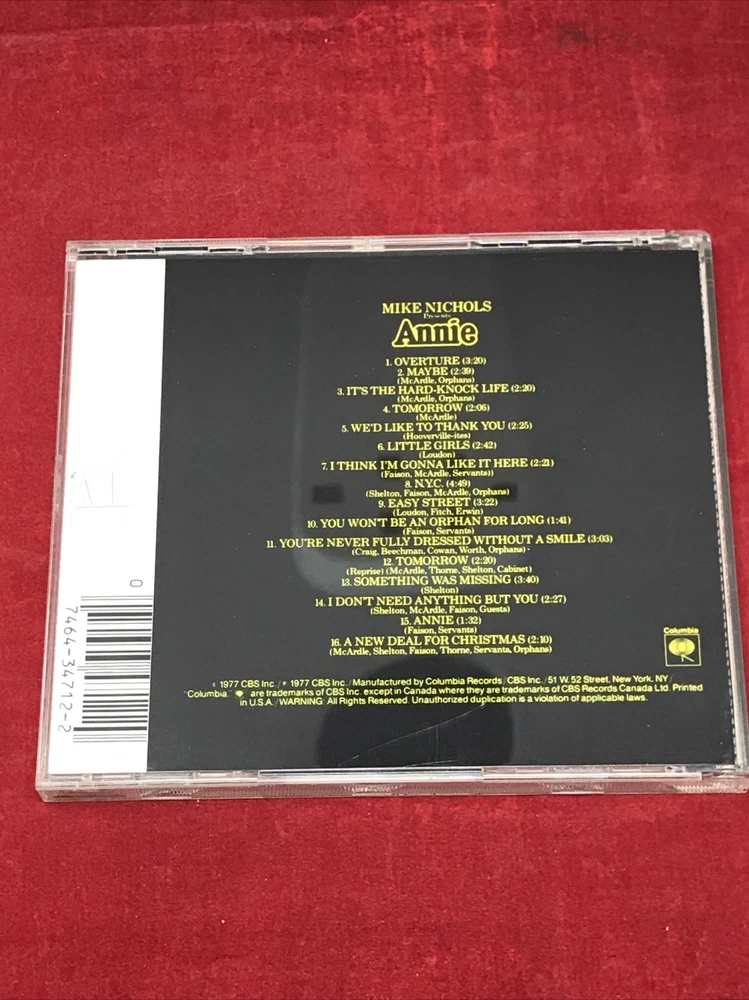 MIKE NICHOLS
Presents
Annie
1. OVERTURE (3:20)
2. MAYBE (2:39)
(McArdle, Orphans)
3. IT'S THE HARD-KNOCK LIFE (2:20)
(McArdle, Orphans)
4. TOMORROW (2:06)
(McArdle)
5. WE'D LIKE TO THANK YOU (2:25)
(Hooverville-ites)
6. LITTLE GIRLS (2:42)
(Loudon)
7. I THINK I'M GONNA LIKE IT HERE (2:21)
(Faison, McArdle, Servants))
8. N.Y.C. (4:49)
(Shelton, Faison, McArdle, Orphans)
9. EASY STREET (3:22)
(Loudon, Fitch, Erwin)
10. YOU WON'T BE AN ORPHAN FOR LONG (1:41)
(Faison, Servants)
11. YOU'RE NEVER FULLY DRESSED WITHOUT A SMILE (3:03)
(Craig, Beechman, Cowan, Worth, Orphans)
12. TOMORROW (2:20)
(Reprise) (McArdle, Thorne, Shelton, Cabinet)
13. SOMETHING WAS MISSING (3:40)
(Shelton)
14. I DON'T NEED ANYTHING BUT YOU (2:27)
(Shelton, McArdle, Faison, Guests)
15. ANNIE (1:32)
(Faison, Servants)
16. A NEW DEAL FOR CHRISTMAS (2:10)
(McArdle, Shelton, Faison, Thorne, Servants, Orphans)
Columbia
1977 CBS Inc./ 1977 CBS Inc./Manufactured by Columbia Records/CBS Inc./51 W. 52 Street, New York, NY/
"Columbia," are trademarks of CBS Inc. except in Canada where they are trademarks of CBS Records Canada Ltd. Printed
in U.S.A./WARNING: All Rights Reserved. Unauthorized duplication is a violation of applicable laws.
0
7464-34712-2